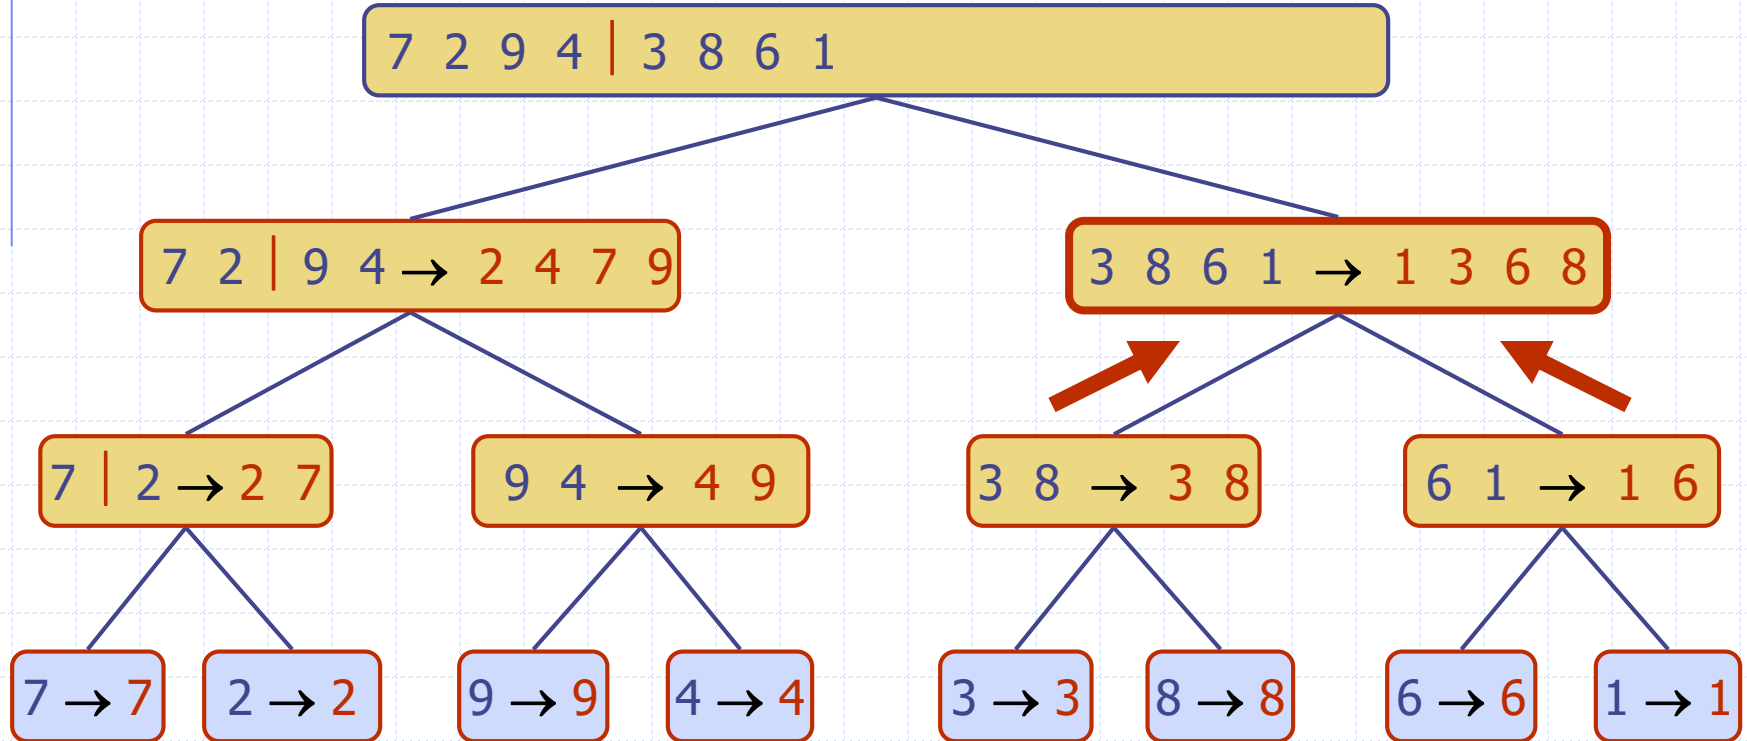 7 2 9 4 | 3 8 6 1
7 2 | 9 4 → 2 4 7 9
3 8 6 1 → 1 3 6 8
7 | 2 → 2 7
9 4 → 4 9
3 8 → 3 8
6 1 → 1 6
7 → 7
2 → 2
9 → 9
4 → 4
3 → 3
8 → 8
6 → 6
1 → 1